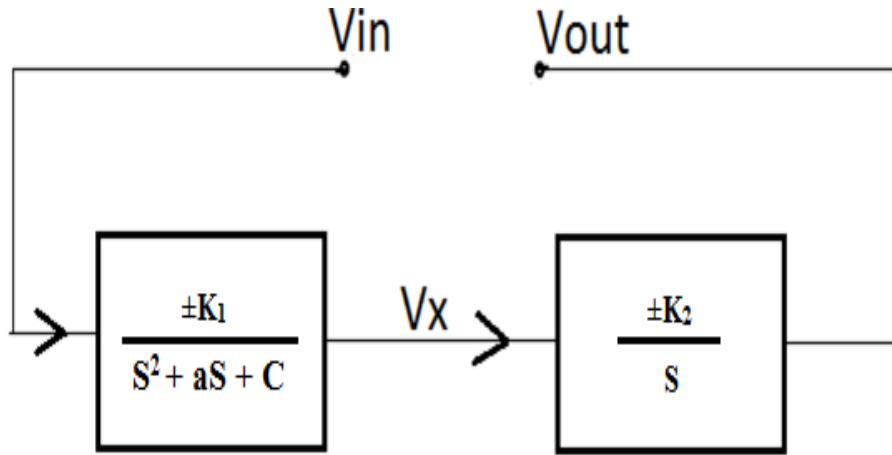 Vin
Vout
±K₁
S² + aS + C
Vx
±K₂
S